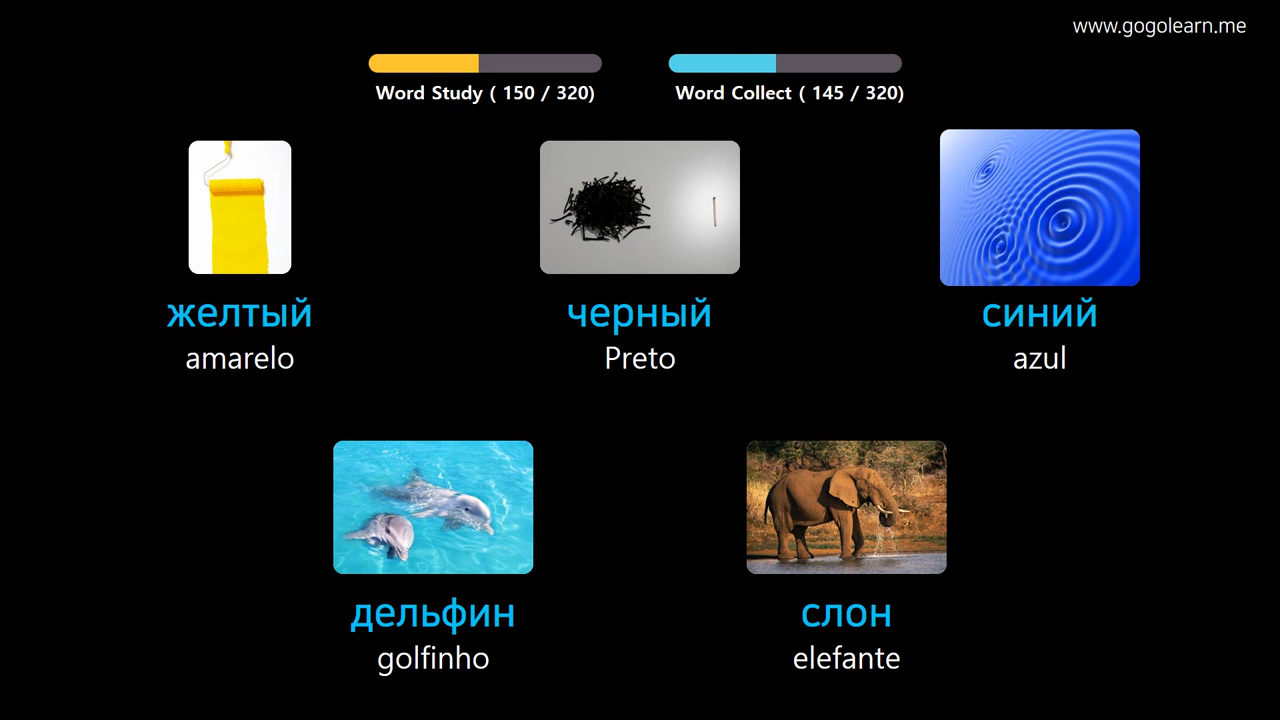 www.gogolearn.me
Word Study ( 150 / 320)
Word Collect ( 145 / 320)
желтый
amarelo
черный
Preto
синий
azul
дельфин
golfinho
слон
elefante